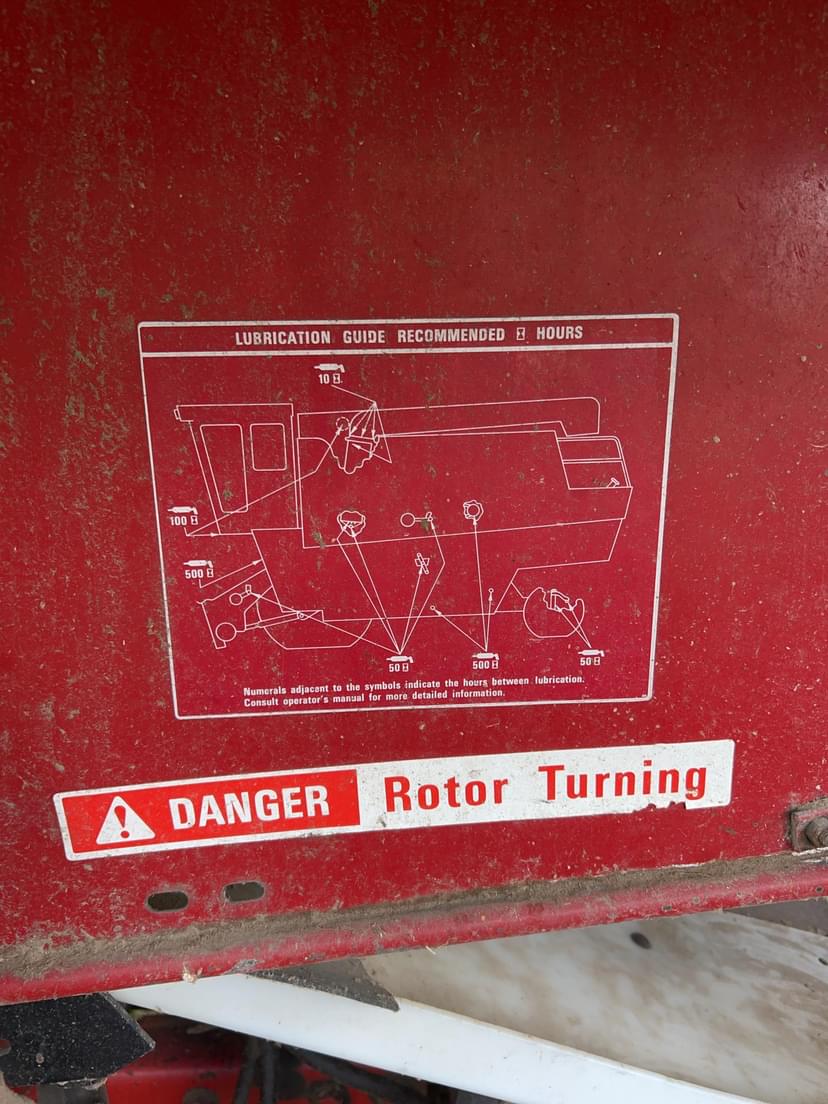 LUBRICATION GUIDE RECOMMENDED HOURS
10
100
500
50
500
50
Numerals adjacent to the symbols indicate the hours between lubrication.
Consult operator's manual for more detailed information.
DANGER Rotor Turning